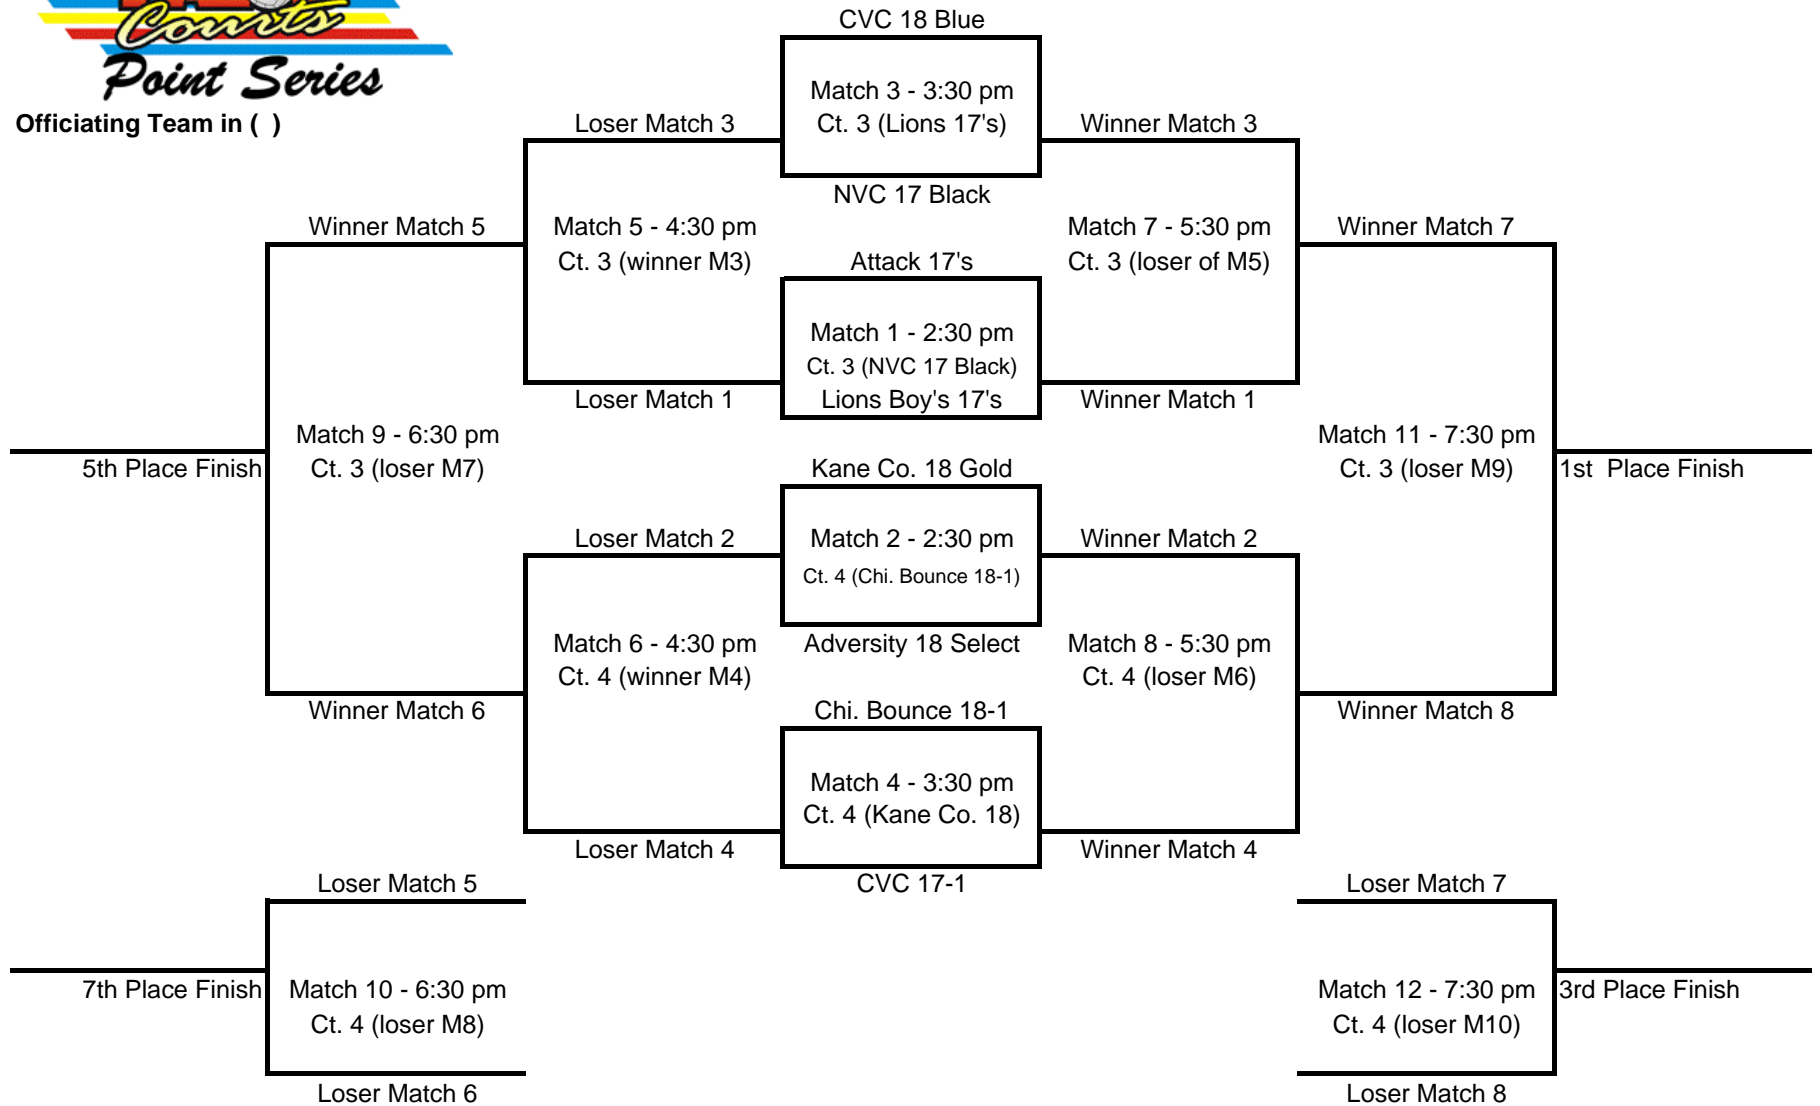 Courts
Point Series
Officiating Team in ( )
CVC 18 Blue
Match 3 - 3:30 pm
Ct. 3 (Lions 17's)
NVC 17 Black
Loser Match 3
Winner Match 3
Winner Match 5
Match 5 - 4:30 pm
Ct. 3 (winner M3)
Match 7 - 5:30 pm
Ct. 3 (loser of M5)
Winner Match 7
Attack 17's
Match 1 - 2:30 pm
Ct. 3 (NVC 17 Black)
Lions Boy's 17's
Loser Match 1
Winner Match 1
Match 9 - 6:30 pm
Ct. 3 (loser M7)
5th Place Finish
Match 11 - 7:30 pm
Ct. 3 (loser M9)
1st  Place Finish
Kane Co. 18 Gold
Loser Match 2
Match 2 - 2:30 pm
Ct. 4 (Chi. Bounce 18-1)
Winner Match 2
Adversity 18 Select
Match 6 - 4:30 pm
Ct. 4 (winner M4)
Match 8 - 5:30 pm
Ct. 4 (loser M6)
Winner Match 6
Winner Match 8
Chi. Bounce 18-1
Match 4 - 3:30 pm
Ct. 4 (Kane Co. 18)
Loser Match 4
Winner Match 4
CVC 17-1
Loser Match 5
Loser Match 7
7th Place Finish
Match 10 - 6:30 pm
Ct. 4 (loser M8)
Match 12 - 7:30 pm
Ct. 4 (loser M10)
3rd Place Finish
Loser Match 6
Loser Match 8